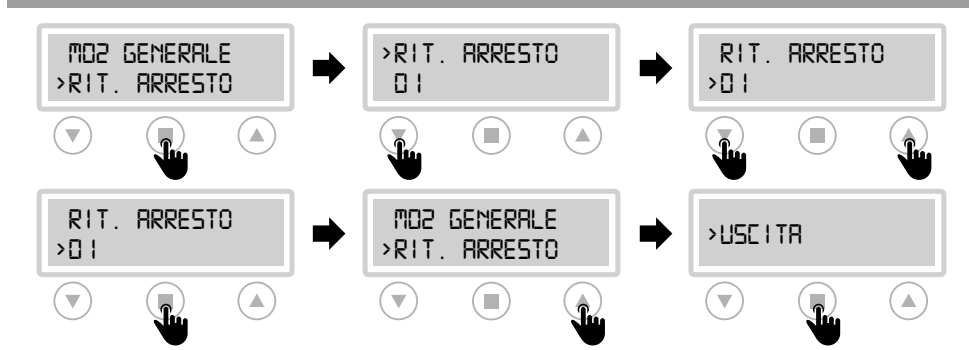 M02 GENERALE
>RIT. ARRESTO
>RIT. ARRESTO
01
RIT. ARRESTO
>01
RIT. ARRESTO
>01
M02 GENERALE
>RIT. ARRESTO
>USCITA